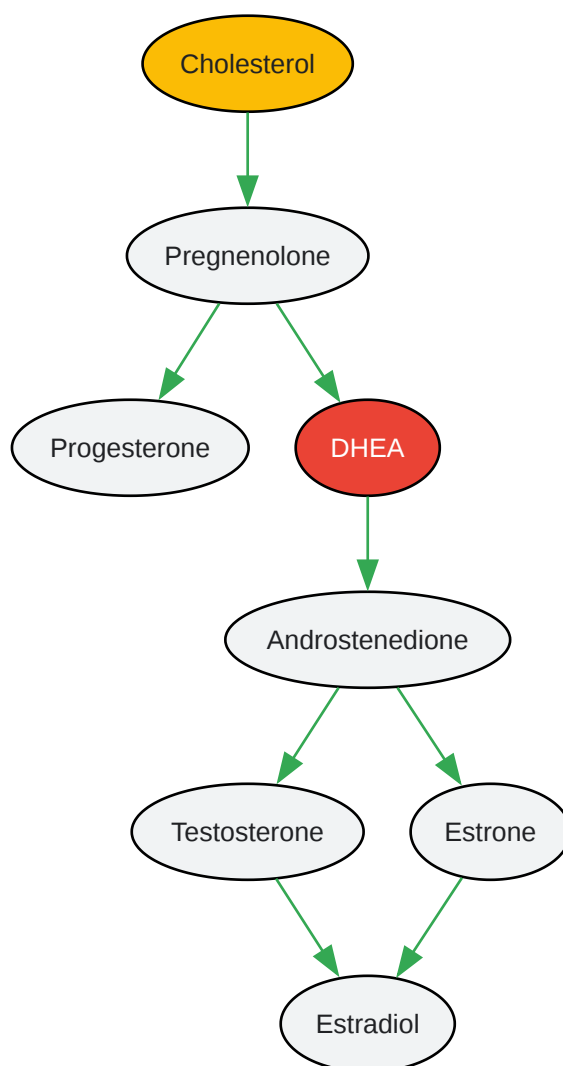 Cholesterol
Pregnenolone
Progesterone
DHEA
Androstenedione
Testosterone
Estrone
Estradiol